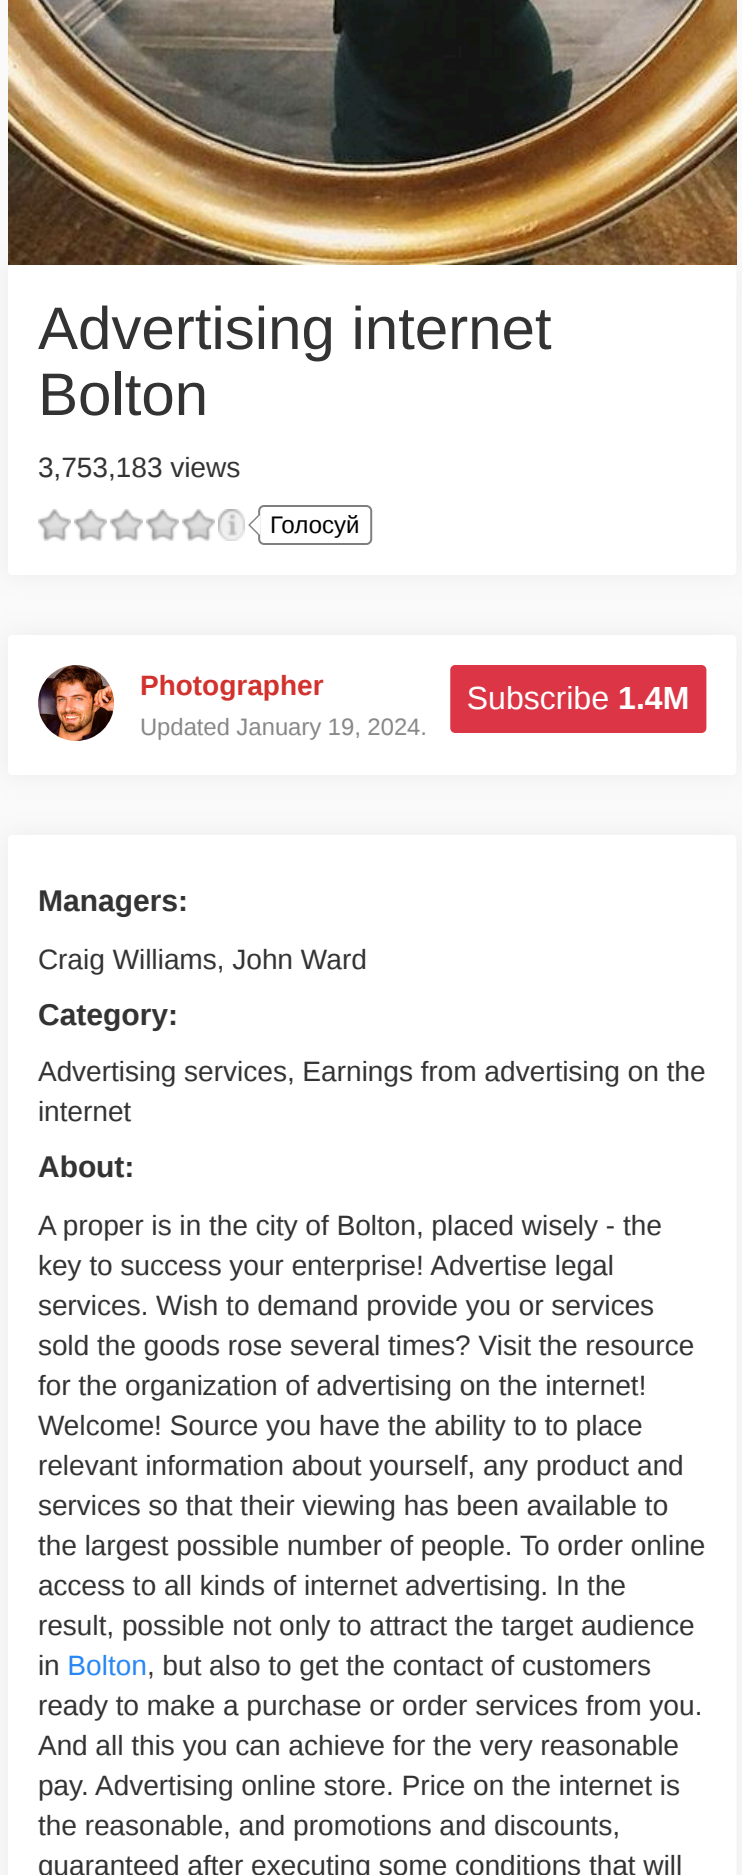 Advertising internet
Bolton
3,753,183 views
Голосуй
Photographer
Updated January 19, 2024.
Subscribe 1.4M
Managers:
Craig Williams, John Ward
Category:
Advertising services, Earnings from advertising on the
internet
About:
A proper is in the city of Bolton, placed wisely - the
key to success your enterprise! Advertise legal
services. Wish to demand provide you or services
sold the goods rose several times? Visit the resource
for the organization of advertising on the internet!
Welcome! Source you have the ability to to place
relevant information about yourself, any product and
services so that their viewing has been available to
the largest possible number of people. To order online
access to all kinds of internet advertising. In the
result, possible not only to attract the target audience
in Bolton, but also to get the contact of customers
ready to make a purchase or order services from you.
And all this you can achieve for the very reasonable
pay. Advertising online store. Price on the internet is
the reasonable, and promotions and discounts,
guaranteed after executing some conditions that will